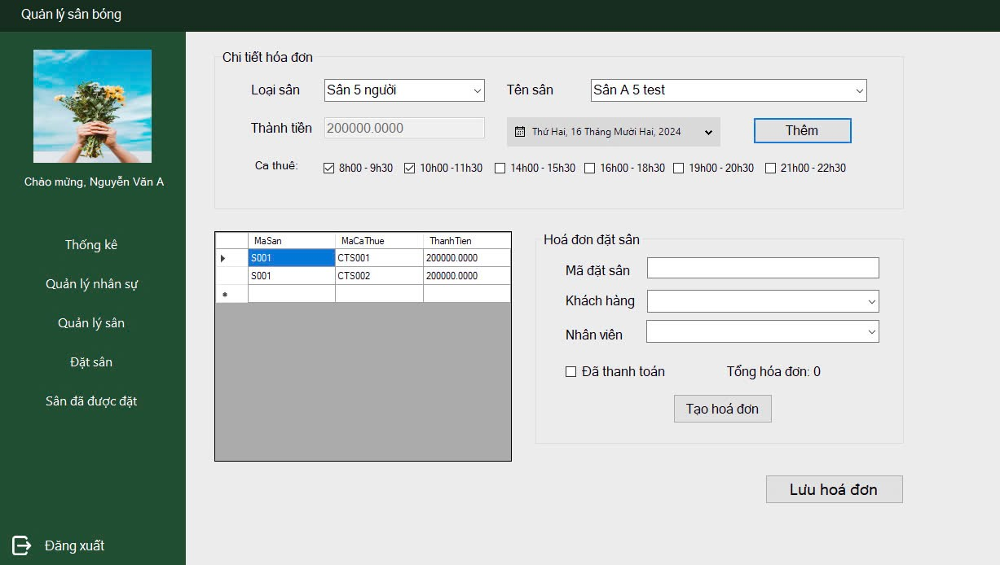 Quản lý sân bóng
Chào mừng, Nguyễn Văn A
Thống kê
Quản lý nhân sự
Quản lý sân
Đặt sân
Sân đã được đặt
Đăng xuất
Chi tiết hóa đơn
Loại sân Sân 5 người Tên sân Sân A 5 test
Thành tiền 200000.0000 Thứ Hai, 16 Tháng Mười Hai, 2024 Thêm
Ca thuê: 8h00 - 9h30 10h00 -11h30 14h00 - 15h30 16h00 - 18h30 19h00 - 20h30 21h00 - 22h30
MaSan MaCaThue ThanhTien
S001 CTS001 200000.0000
S001 CTS002 200000.0000
Hoá đơn đặt sân
Mã đặt sân
Khách hàng
Nhân viên
Đã thanh toán Tổng hóa đơn: 0
Tạo hoá đơn
Lưu hoá đơn